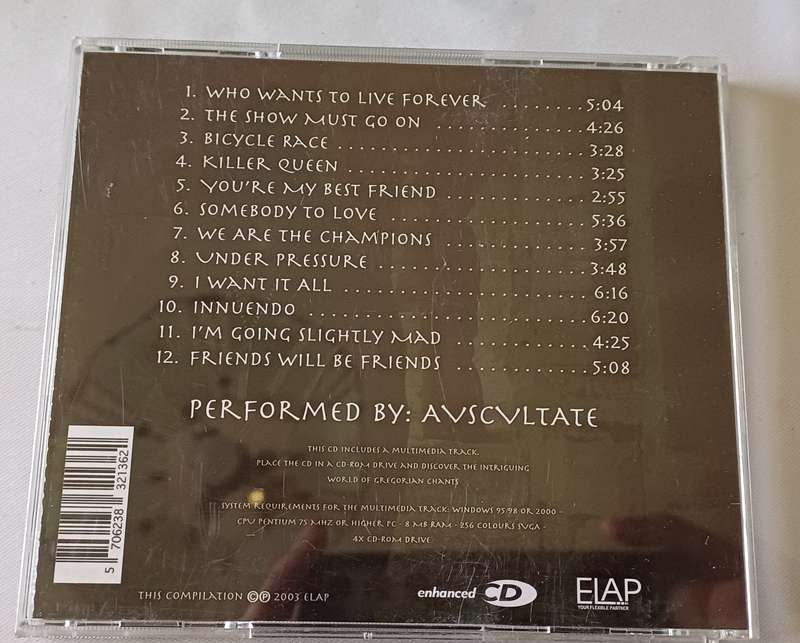 1. WHO WANTS TO LIVE FOREVER ........5:04
2. THE SHOW MUST GO ON ..............4:26
3. BICYCLE RACE ........................3:28
4. KILLER QUEEN .......................3:25
5. YOU'RE MY BEST FRIEND .............2:55
6. SOMEBODY TO LOVE ..................5:36
7. WE ARE THE CHAMPIONS .............3:57
8. UNDER PRESSURE ....................3:48
9. I WANT IT ALL .......................6:16
10. INNUENDO ..........................6:20
11. I'M GOING SLIGHTLY MAD ............4:25
12. FRIENDS WILL BE FRIENDS ...........5:08
PERFORMED BY: AVSCVLTATE
THIS CD INCLUDES A MULTIMEDIA TRACK.
PLACE THE CD IN A CD-ROM DRIVE AND DISCOVER THE INTRIGUING
WORLD OF GREGORIAN CHANTS
SYSTEM REQUIREMENTS FOR THE MULTIMEDIA TRACK: WINDOWS 95 98 OR 2000 -
CPU PENTIUM 75 MHZ OR HIGHER PC - 8 MB RAM - 256 COLOURS SVGA -
4X CD-ROM DRIVE
5 706238 321362
THIS COMPILATION ©℗ 2003 ELAP
enhanced CD
ELAP
YOUR FLEXIBLE PARTNER